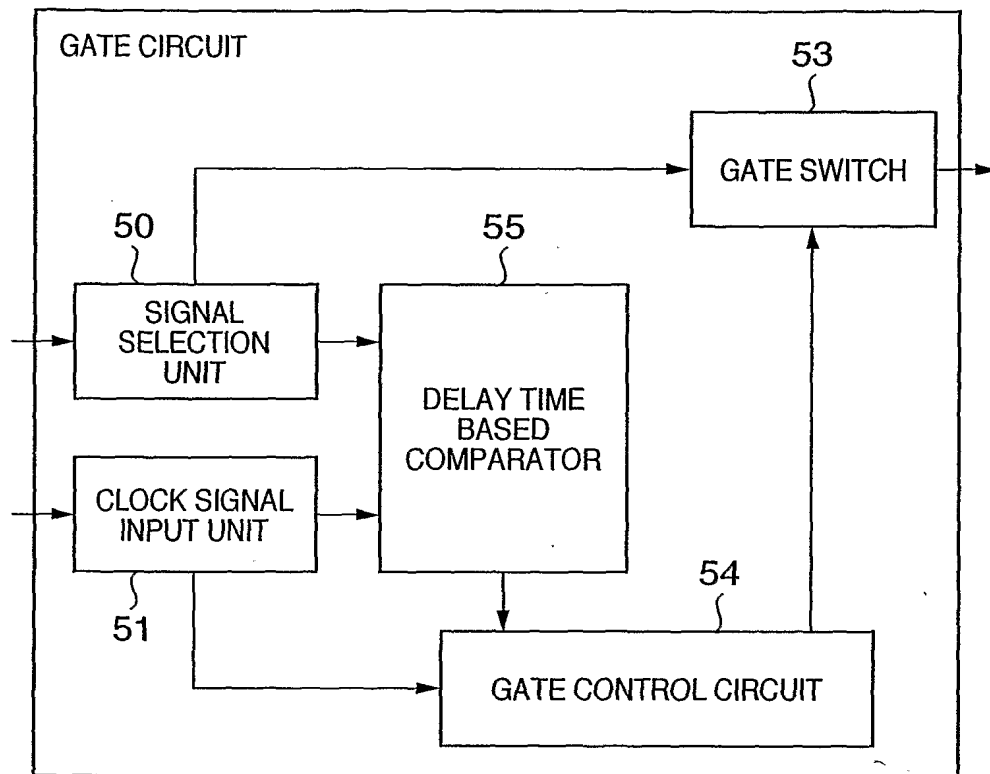 GATE CIRCUIT
53
GATE SWITCH
50
SIGNAL
SELECTION
UNIT
55
DELAY TIME
BASED
COMPARATOR
CLOCK SIGNAL
INPUT UNIT
51
54
GATE CONTROL CIRCUIT